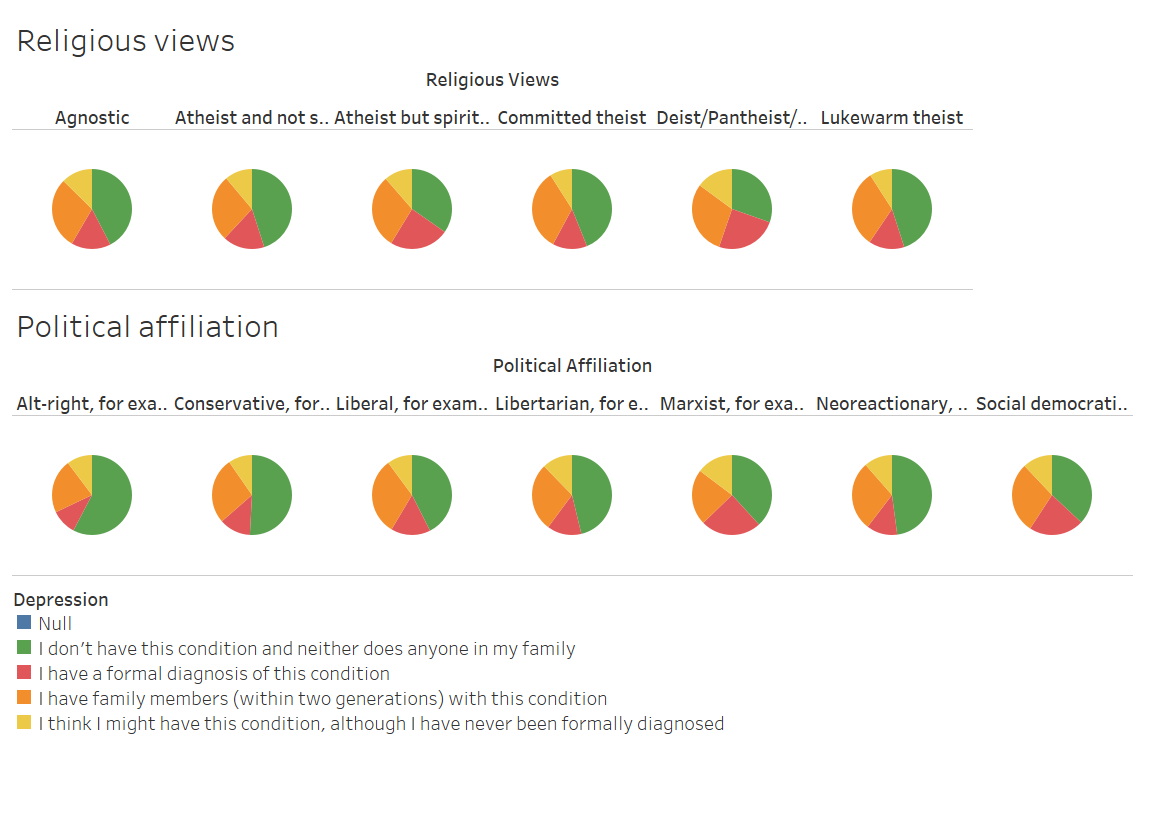 Religious views
Religious Views
Agnostic Atheist and not s.. Atheist but spirit.. Committed theist Deist/Pantheist/.. Lukewarm theist
Political affiliation
Political Affiliation
Alt-right, for exa.. Conservative, for.. Liberal, for exam.. Libertarian, for e.. Marxist, for exa.. Neoreactionary, .. Social democrati..
Depression
Null
I don’t have this condition and neither does anyone in my family
I have a formal diagnosis of this condition
I have family members (within two generations) with this condition
I think I might have this condition, although I have never been formally diagnosed